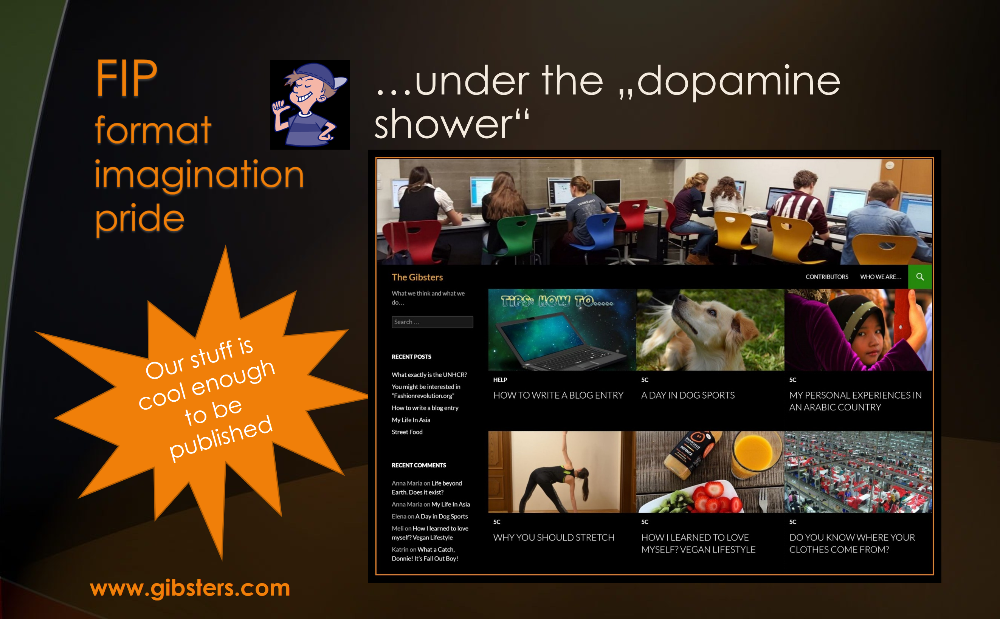 FIP
format
imagination
pride
…under the „dopamine
shower“
Our stuff is
cool enough
to be
published
www.gibsters.com
The Gibsters
CONTRIBUTORS
WHO WE ARE…
What we think and what we
do…
Search …
RECENT POSTS
What exactly is the UNHCR?
You might be interested in
“Fashionrevolution.org”
How to write a blog entry
My Life In Asia
Street Food
RECENT COMMENTS
Anna Maria on Life beyond
Earth. Does it exist?
Anna Maria on My Life In Asia
Elena on A Day in Dog Sports
Meli on How I learned to love
myself? Vegan Lifestyle
Katrin on What a Catch,
Donnie! It’s Fall Out Boy!
TOUR 2012
TIPS: HOW TO.....
HELP
HOW TO WRITE A BLOG ENTRY
5C
A DAY IN DOG SPORTS
5C
MY PERSONAL EXPERIENCES IN
AN ARABIC COUNTRY
5C
WHY YOU SHOULD STRETCH
innocent
DEFENCE
5C
HOW I LEARNED TO LOVE
MYSELF? VEGAN LIFESTYLE
5C
DO YOU KNOW WHERE YOUR
CLOTHES COME FROM?